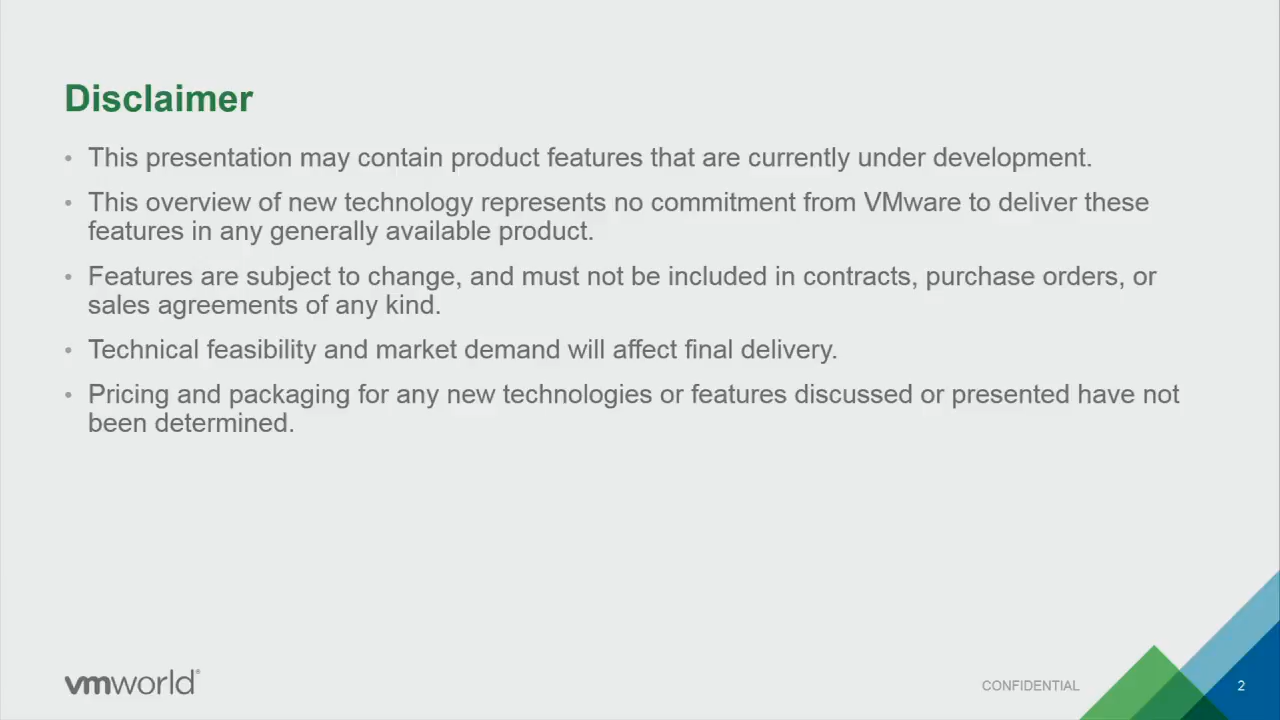 Disclaimer
• This presentation may contain product features that are currently under development.
• This overview of new technology represents no commitment from VMware to deliver these
features in any generally available product.
• Features are subject to change, and must not be included in contracts, purchase orders, or
sales agreements of any kind.
• Technical feasibility and market demand will affect final delivery.
• Pricing and packaging for any new technologies or features discussed or presented have not
been determined.
vmworld®
CONFIDENTIAL
2